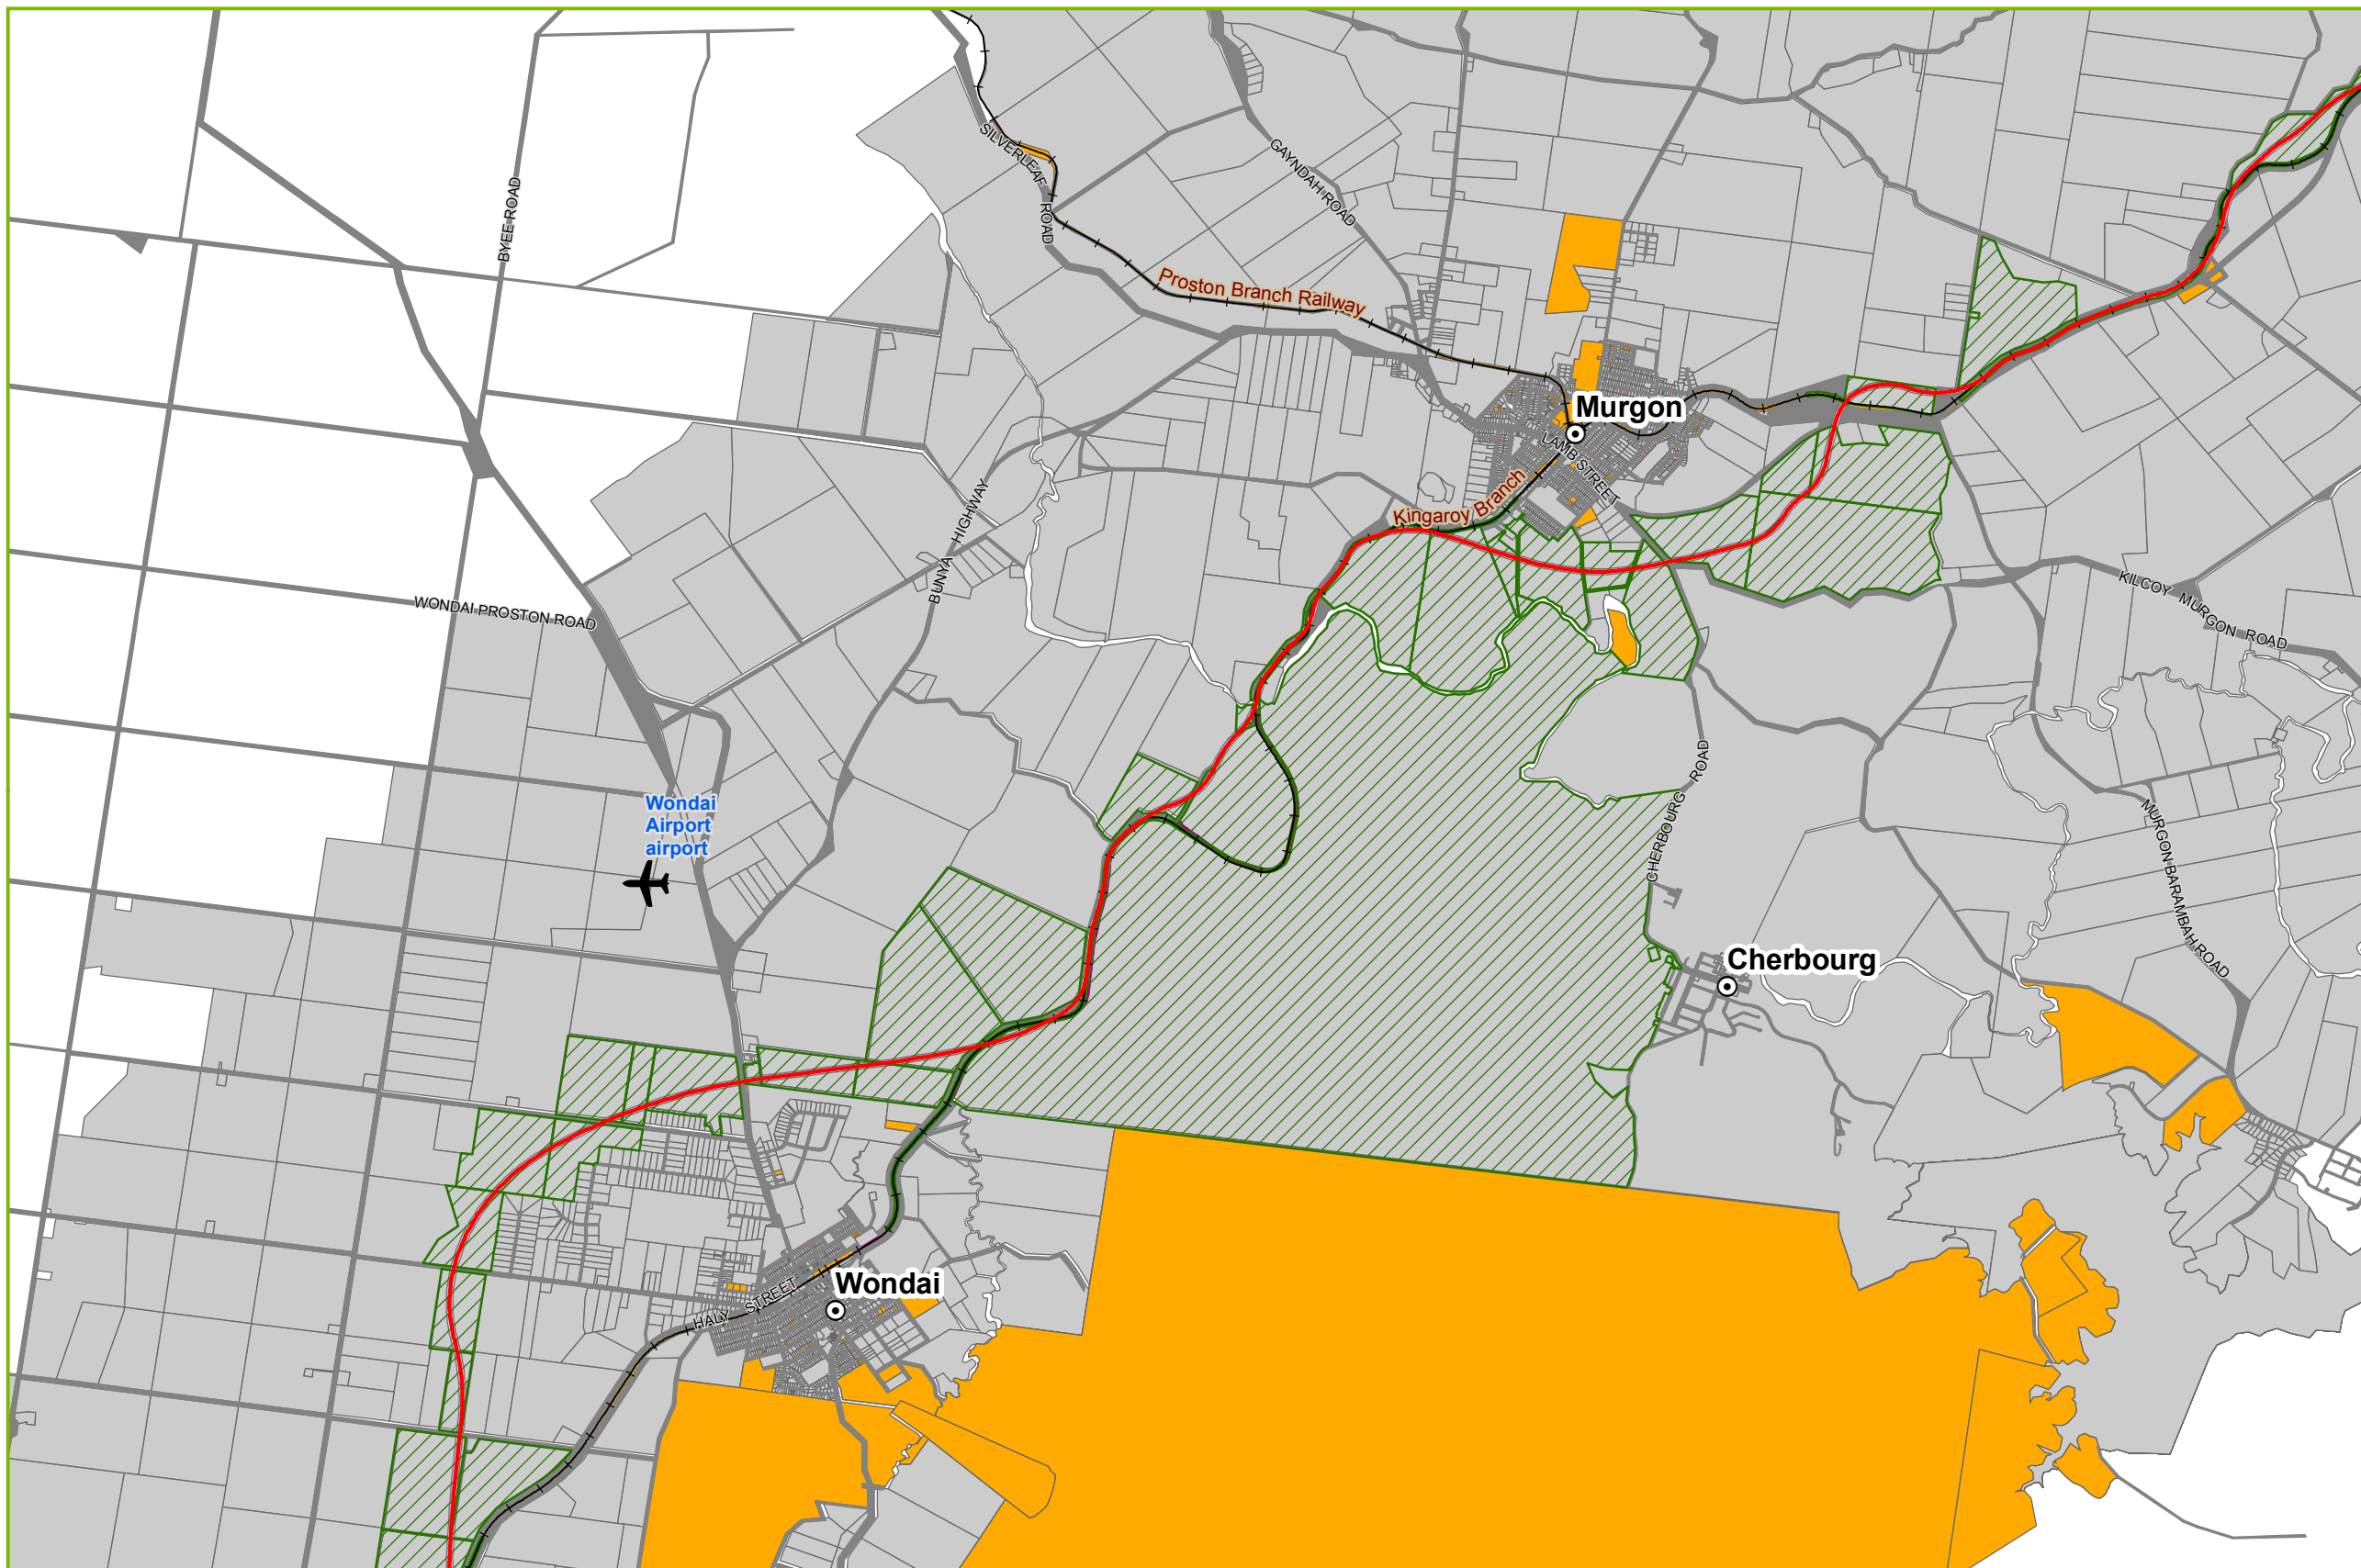 SILVERLEAF ROAD
GAYNDAH ROAD
BYEE ROAD
Proston Branch Railway
Murgon
LAMB STREET
Kingaroy Branch
BUNYA HIGHWAY
WONDAI PROSTON ROAD
KILCOY MURGON ROAD
Wondai
Airport
airport
CHERBOURG ROAD
MURGON BARAMBAH ROAD
Cherbourg
Wondai
HALY STREET